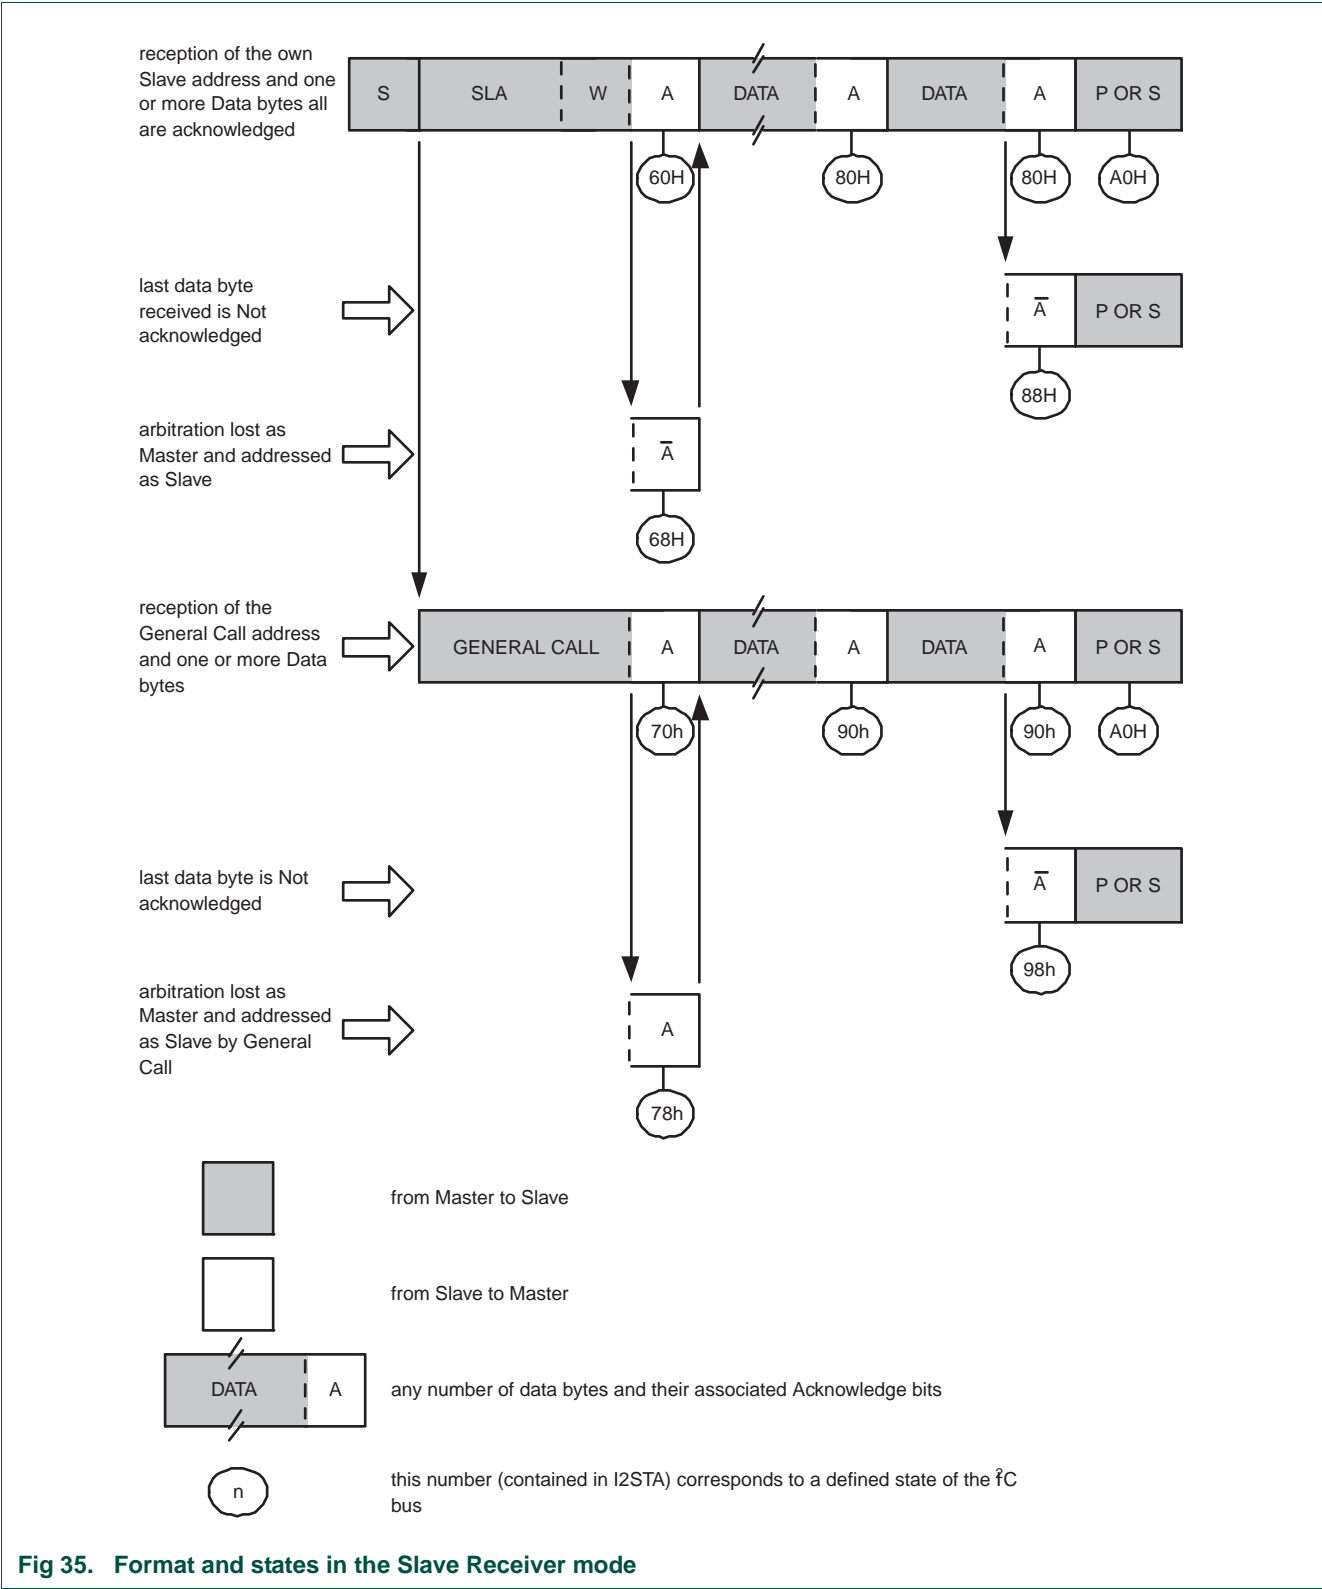 reception of the own
Slave address and one
or more Data bytes all
are acknowledged
S SLA W A DATA A DATA A P OR S
60H 80H 80H A0H
last data byte
received is Not
acknowledged
A̅ P OR S
88H
arbitration lost as
Master and addressed
as Slave
A̅
68H
reception of the
General Call address
and one or more Data
bytes
GENERAL CALL A DATA A DATA A P OR S
70h 90h 90h A0H
last data byte is Not
acknowledged
A̅ P OR S
98h
arbitration lost as
Master and addressed
as Slave by General
Call
A
78h
from Master to Slave
from Slave to Master
DATA A any number of data bytes and their associated Acknowledge bits
n this number (contained in I2STA) corresponds to a defined state of the I²C
bus
Fig 35. Format and states in the Slave Receiver mode